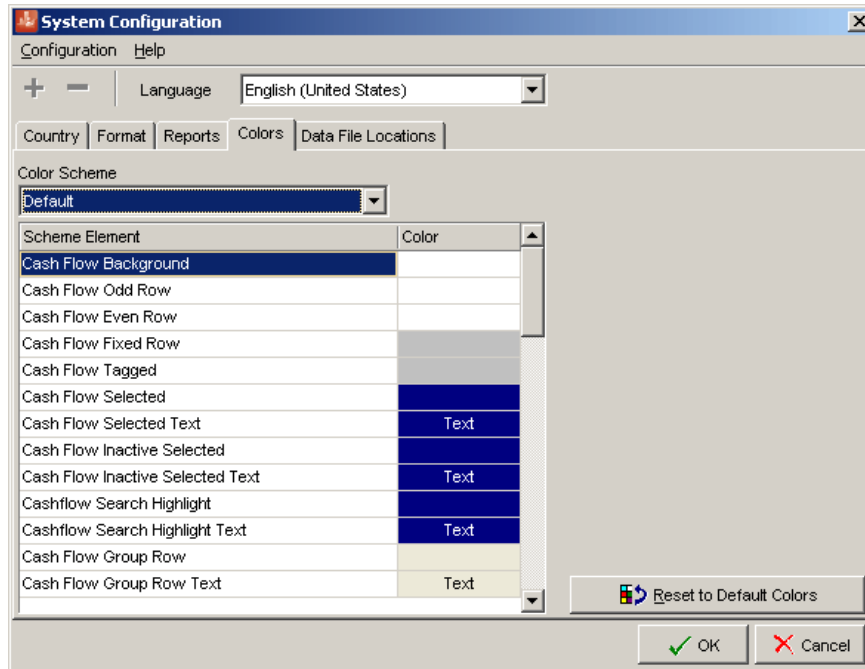 System Configuration
Configuration Help
Language English (United States)
Country Format Reports Colors Data File Locations
Color Scheme
Default
Scheme Element Color
Cash Flow Background
Cash Flow Odd Row
Cash Flow Even Row
Cash Flow Fixed Row
Cash Flow Tagged
Cash Flow Selected
Cash Flow Selected Text Text
Cash Flow Inactive Selected
Cash Flow Inactive Selected Text Text
Cashflow Search Highlight
Cashflow Search Highlight Text Text
Cash Flow Group Row
Cash Flow Group Row Text Text
Reset to Default Colors
OK Cancel